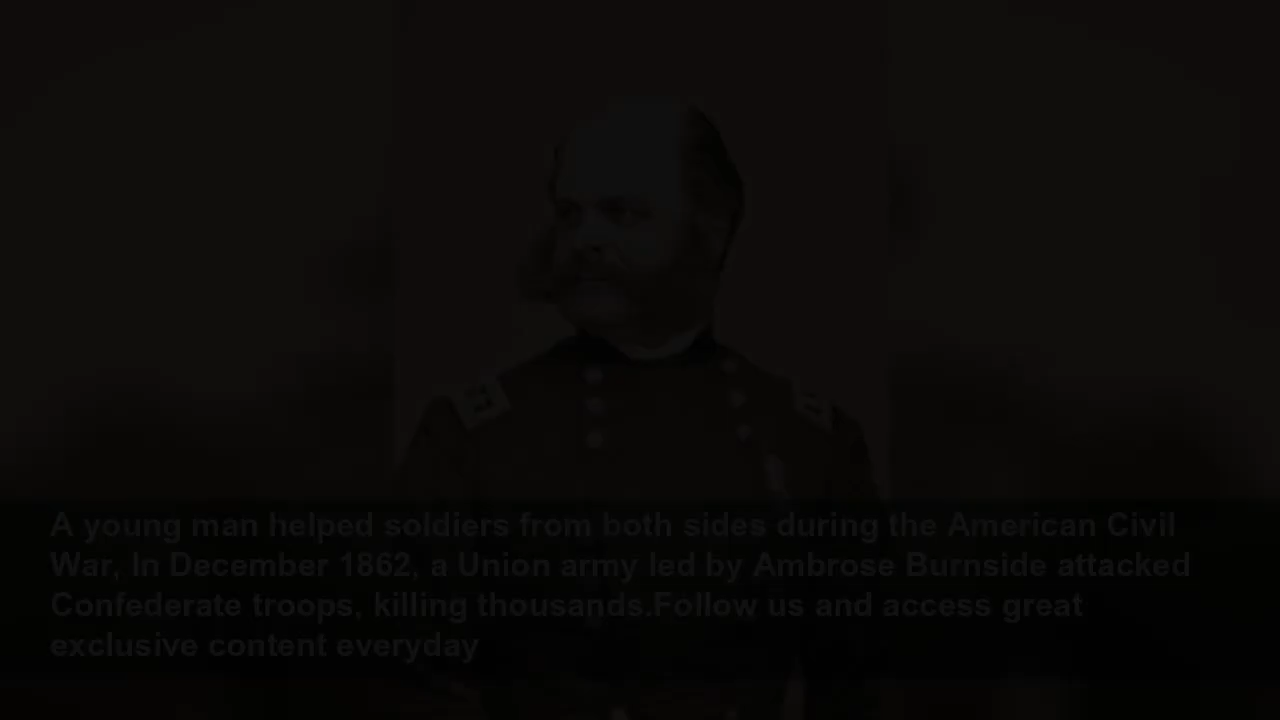 A young man helped soldiers from both sides during the American Civil
War, In December 1862, a Union army led by Ambrose Burnside attacked
Confederate troops, killing thousands.Follow us and access great
exclusive content everyday